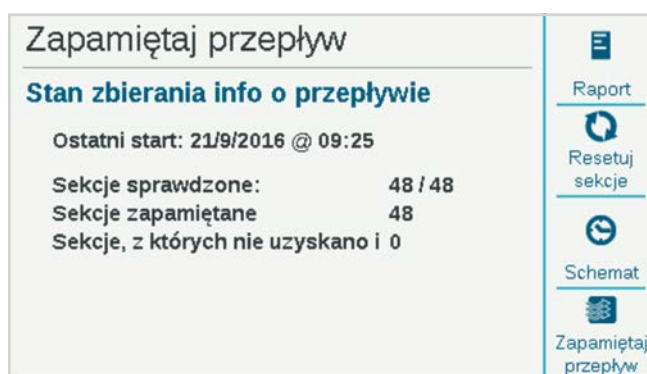 Zapamiętaj przepływ
Stan zbierania info o przepływie
Ostatni start: 21/9/2016 @ 09:25
Sekcje sprawdzone: 48 / 48
Sekcje zapamiętane 48
Sekcje, z których nie uzyskano i 0
Raport
Resetuj
sekcje
Schemat
Zapamiętaj
przepływ